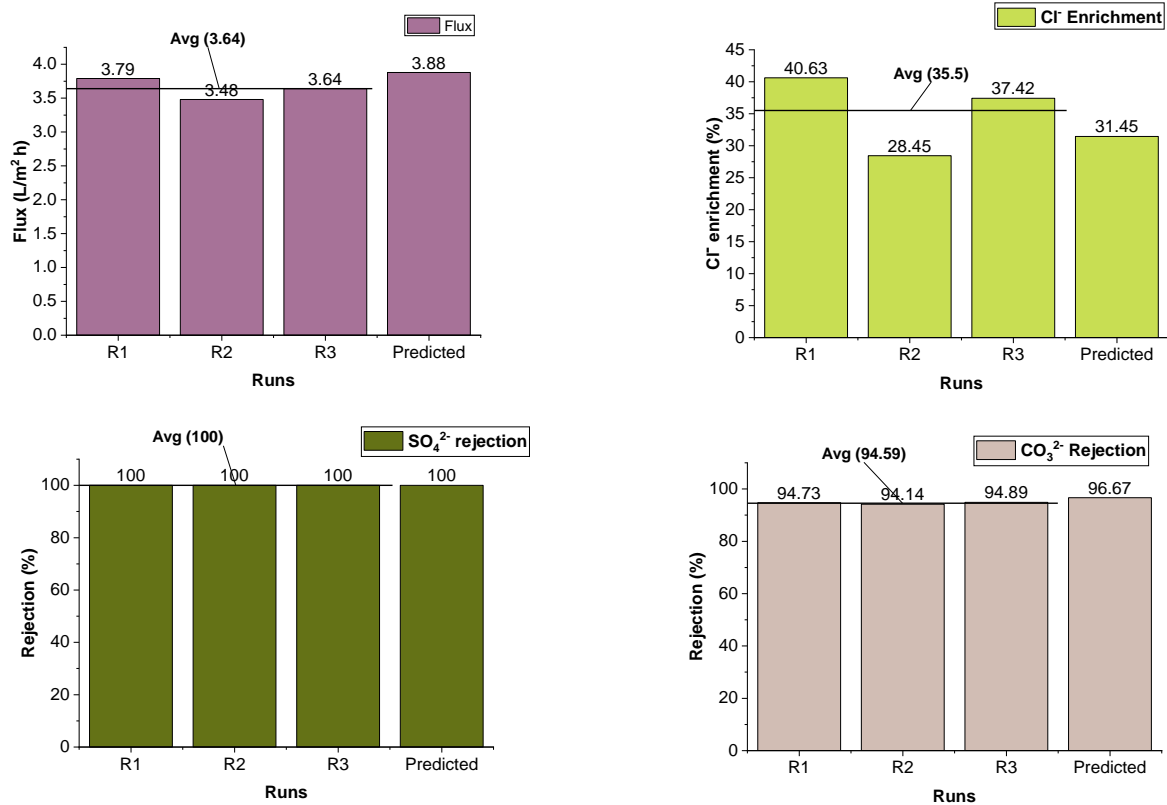 Flux
Avg (3.64)
3.79
3.48
3.64
3.88
4.0
3.5
3.0
2.5
2.0
1.5
1.0
0.5
0.0
Flux (L/m² h)
R1
R2
R3
Predicted
Runs
Cl⁻ Enrichment
Avg (35.5)
40.63
28.45
37.42
31.45
45
40
35
30
25
20
15
10
5
0
Cl⁻ enrichment (%)
R1
R2
R3
Predicted
Runs
SO₄²⁻ rejection
Avg (100)
100
100
100
100
100
80
60
40
20
0
Rejection (%)
R1
R2
R3
Predicted
Runs
CO₃²⁻ Rejection
Avg (94.59)
94.73
94.14
94.89
96.67
100
80
60
40
20
0
Rejection (%)
R1
R2
R3
Predicted
Runs